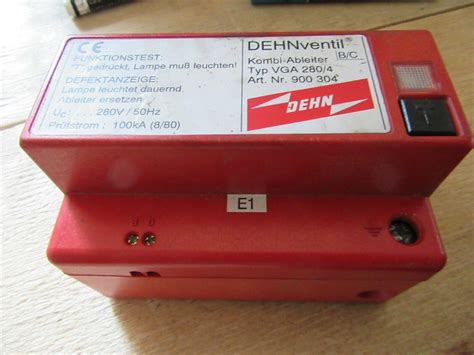 CE
FUNKTIONSTEST:
"T" gedrückt, Lampe muß leuchten!
DEFEKTANZEIGE:
Lampe leuchtet dauernd,
Ableiter ersetzen
Uc: ... 280V / 50Hz
Prüfstrom : 100kA (8/80)
DEHNventil®
Kombi-Ableiter B/C
Typ VGA 280/4
Art. Nr. 900 304
DEHN
T
E1